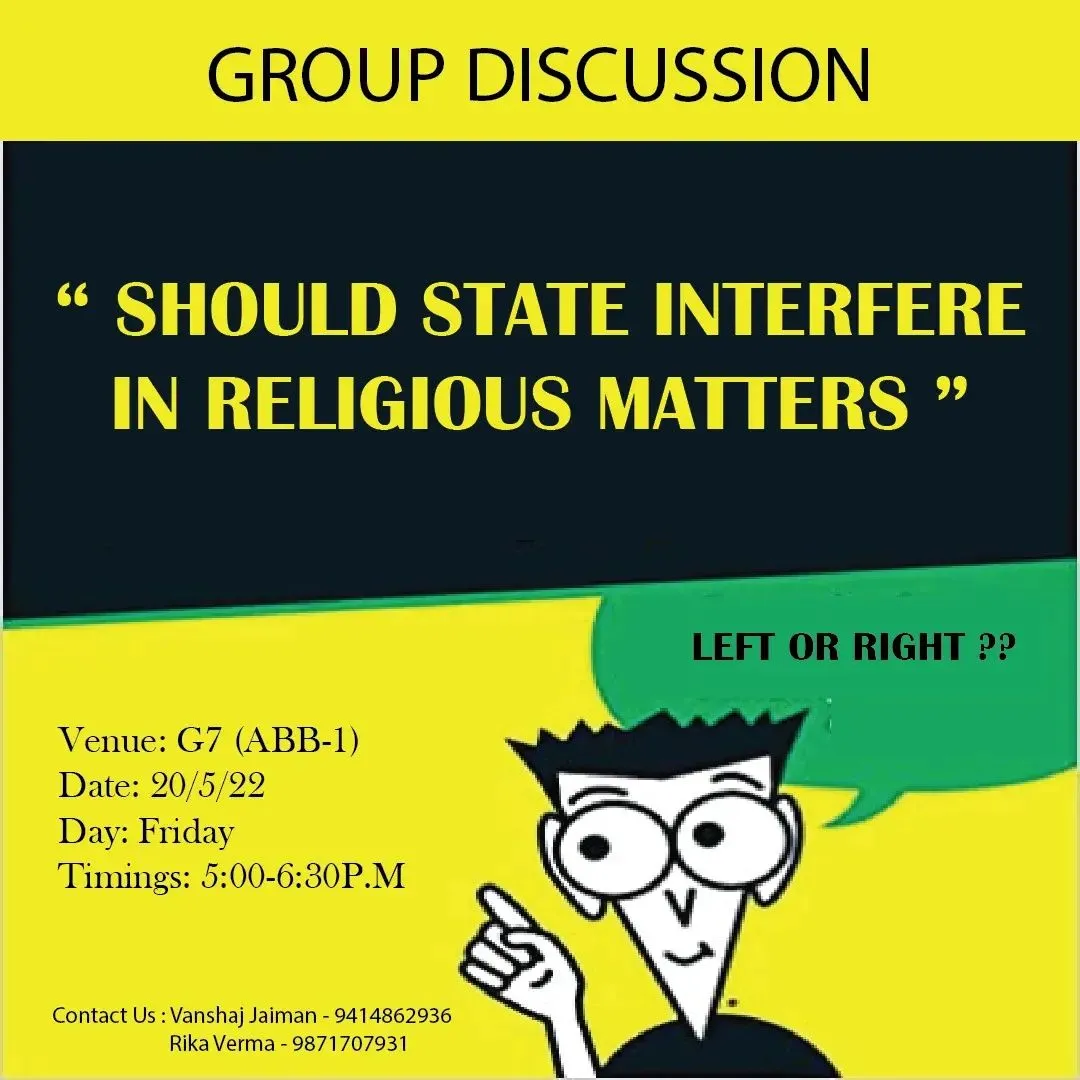 GROUP DISCUSSION
“ SHOULD STATE INTERFERE
IN RELIGIOUS MATTERS ”
LEFT OR RIGHT ??
Venue: G7 (ABB-1)
Date: 20/5/22
Day: Friday
Timings: 5:00-6:30P.M
Contact Us : Vanshaj Jaiman - 9414862936
Rika Verma - 9871707931